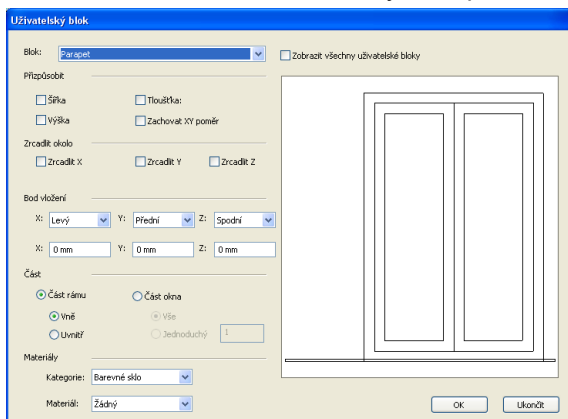 Uživatelský blok
Blok: Parapet
Zobrazit všechny uživatelské bloky
Přizpůsobit
Šířka Tloušťka:
Výška Zachovat XY poměr
Zrcadlit okolo
Zrcadlit X Zrcadlit Y Zrcadlit Z
Bod vložení
X: Levý Y: Přední Z: Spodní
X: 0 mm Y: 0 mm Z: 0 mm
Část
Část rámu Část okna
Vně Vše
Uvnitř Jednoduchý 1
Materiály
Kategorie: Barevné sklo
Materiál: Žádný
OK Ukončit